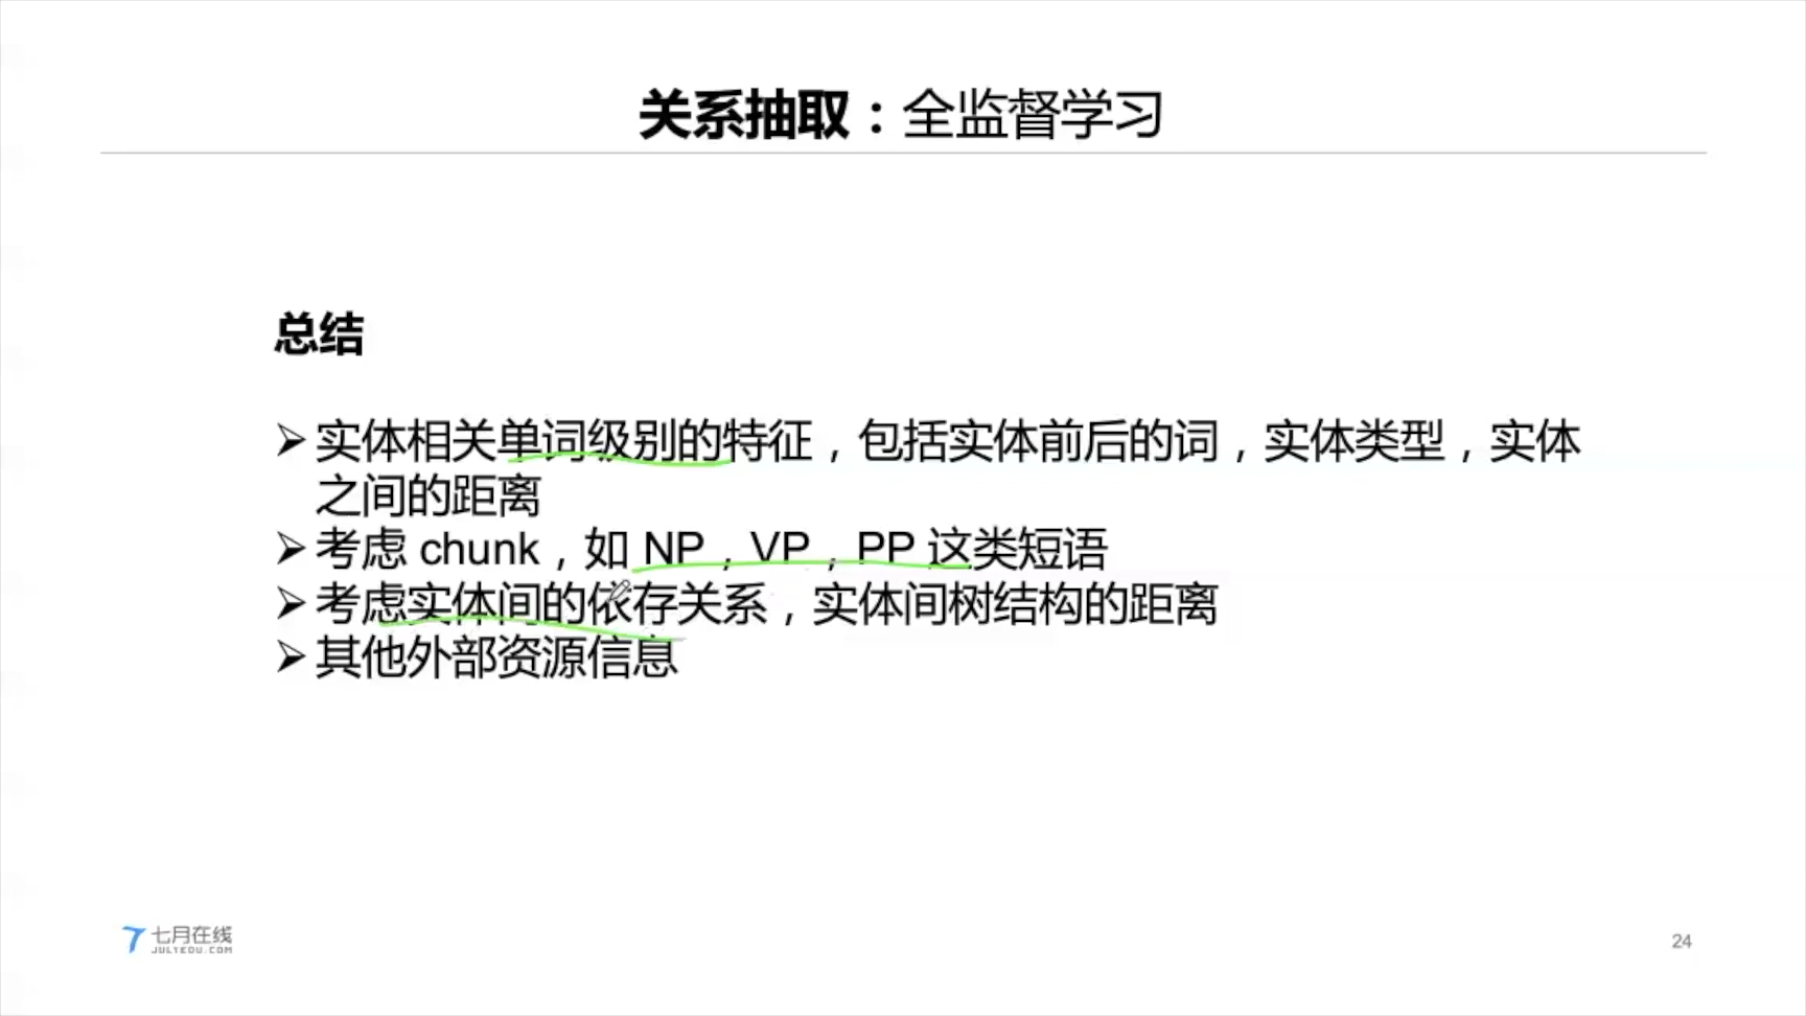 关系抽取：全监督学习
总结
➢实体相关单词级别的特征，包括实体前后的词，实体类型，实体
之间的距离
➢考虑 chunk，如 NP，VP，PP 这类短语
➢考虑实体间的依存关系，实体间树结构的距离
➢其他外部资源信息
七月在线
JULYEDU.COM
24